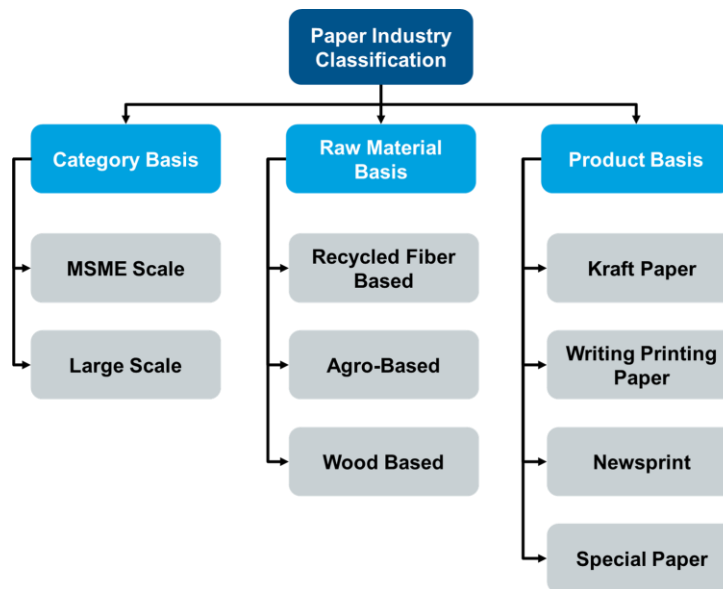 Paper Industry
Classification
Category Basis
MSME Scale
Large Scale
Raw Material
Basis
Recycled Fiber
Based
Agro-Based
Wood Based
Product Basis
Kraft Paper
Writing Printing
Paper
Newsprint
Special Paper